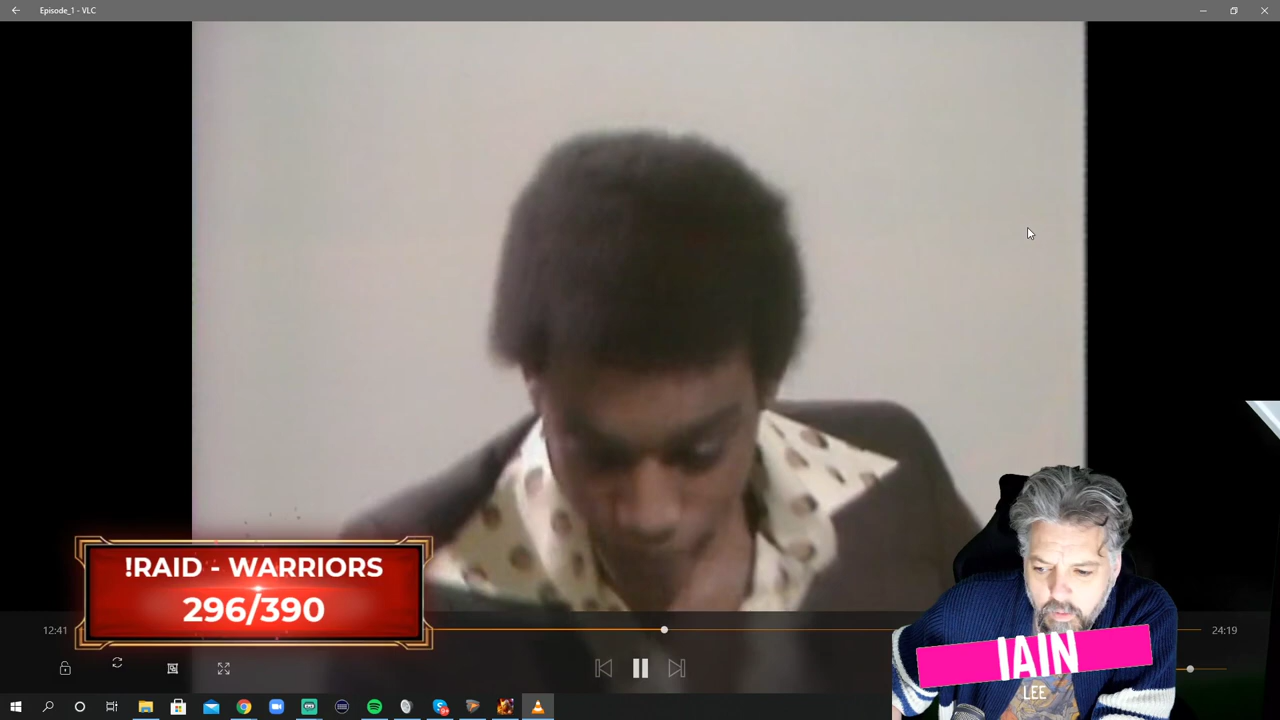 Episode_1 - VLC
!RAID - WARRIORS
296/390
12:41
24:19
IAIN
LEE